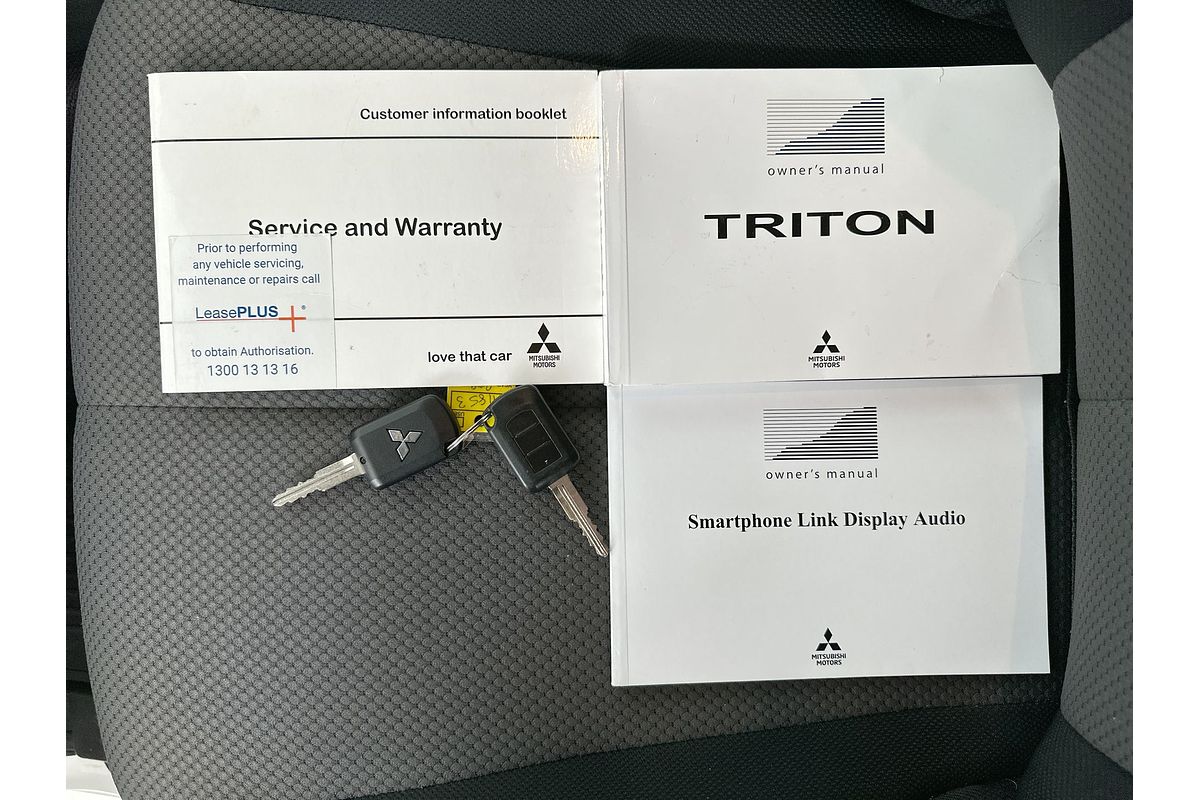 Customer information booklet
Service and Warranty
Prior to performing
any vehicle servicing,
maintenance or repairs call
LeasePLUS+®
to obtain Authorisation.
1300 13 13 16
love that car
MITSUBISHI
MOTORS
owner's manual
TRITON
MITSUBISHI
MOTORS
owner's manual
Smartphone Link Display Audio
MITSUBISHI
MOTORS